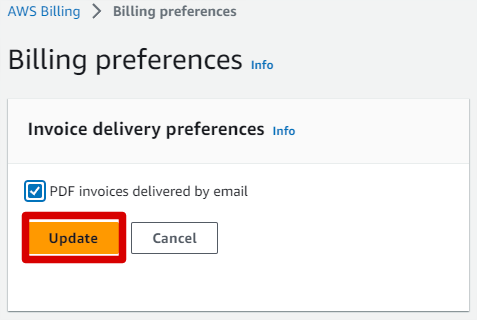 AWS Billing > Billing preferences
Billing preferences Info
Invoice delivery preferences Info
PDF invoices delivered by email
Update Cancel